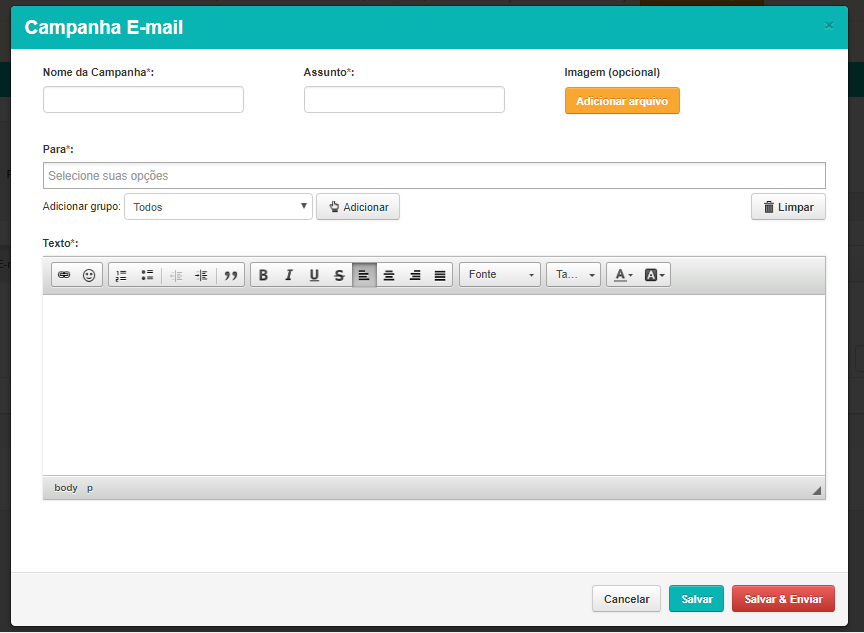 Campanha E-mail
×
Nome da Campanha*:
Assunto*:
Imagem (opcional)
Adicionar arquivo
Para*:
Selecione suas opções
Adicionar grupo: Todos Adicionar Limpar
Texto*:
B I U S Fonte Ta... A A
body p
Cancelar Salvar Salvar & Enviar